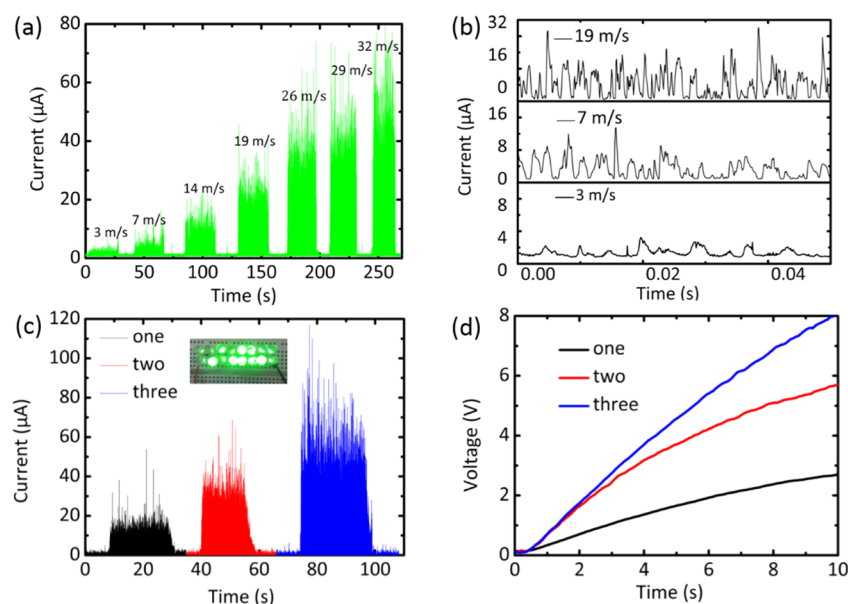 (a)
80
60
40
20
0
Current (μA)
3 m/s
7 m/s
14 m/s
19 m/s
26 m/s
29 m/s
32 m/s
0 50 100 150 200 250
Time (s)
(b)
32
24
16
8
0
16
8
0
8
4
0
Current (μA)
19 m/s
7 m/s
3 m/s
0.00 0.02 0.04
Time (s)
(c)
120
100
80
60
40
20
0
Current (μA)
one
two
three
0 20 40 60 80 100
Time (s)
(d)
8
6
4
2
0
Voltage (V)
one
two
three
0 2 4 6 8 10
Time (s)